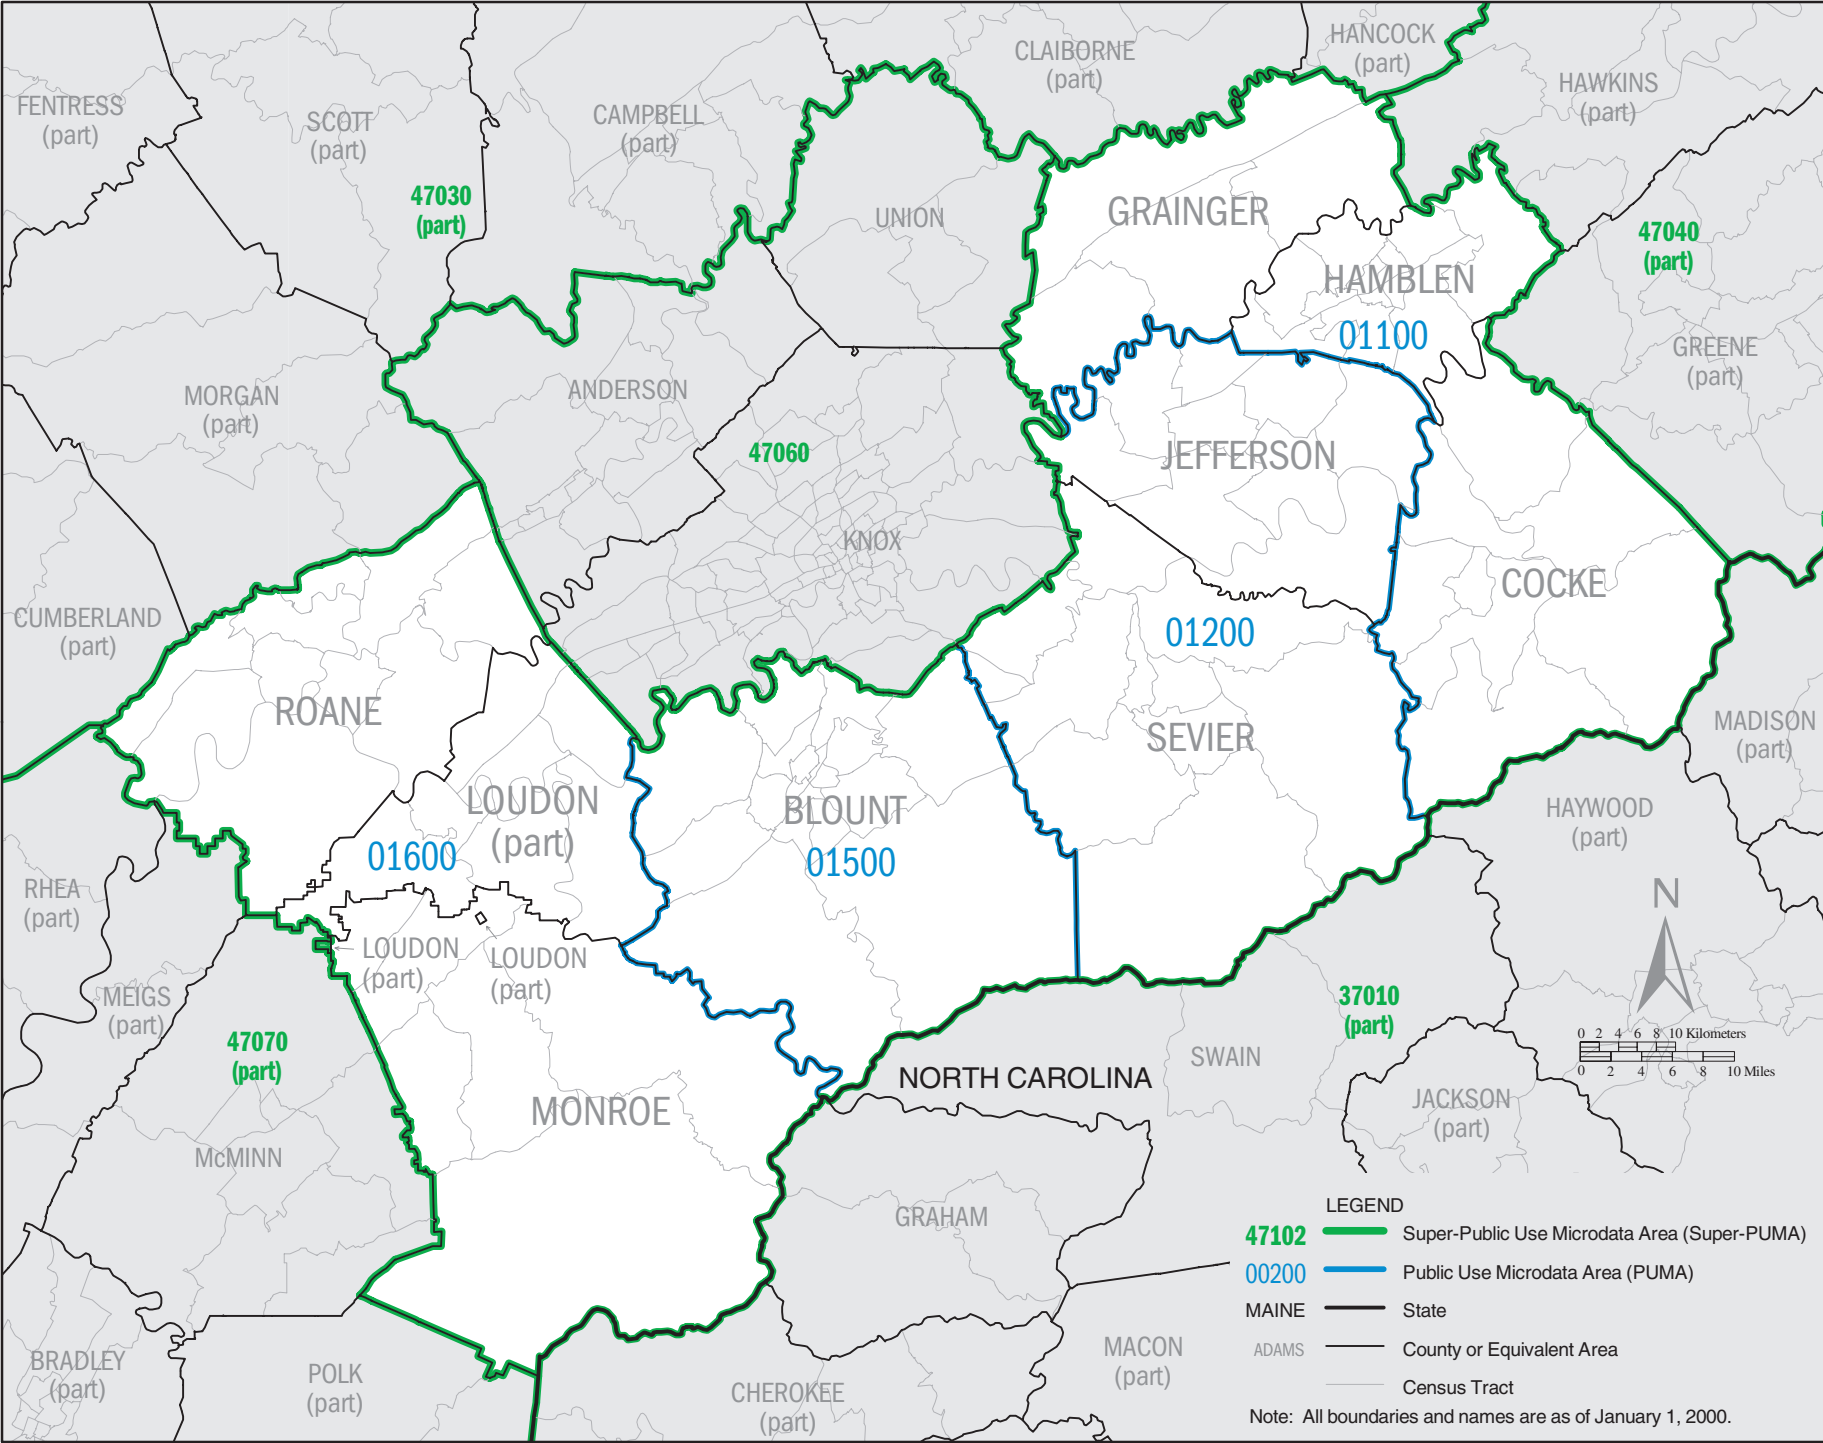 HANCOCK
(part)
CLAIBORNE
(part)
HAWKINS
(part)
FENTRESS
(part)
SCOTT
(part)
CAMPBELL
(part)
47030
(part)
UNION
GRAINGER
47040
(part)
HAMBLEN
01100
GREENE
(part)
MORGAN
(part)
ANDERSON
47060
JEFFERSON
KNOX
COCKE
CUMBERLAND
(part)
01200
ROANE
SEVIER
MADISON
(part)
LOUDON
(part)
BLOUNT
HAYWOOD
(part)
01600
01500
RHEA
(part)
N
LOUDON
(part)
LOUDON
(part)
MEIGS
(part)
37010
(part)
47070
(part)
0 2 4 6 8 10 Kilometers
0 2 4 6 8 10 Miles
SWAIN
NORTH CAROLINA
MONROE
JACKSON
(part)
McMINN
GRAHAM
LEGEND
47102 Super-Public Use Microdata Area (Super-PUMA)
00200 Public Use Microdata Area (PUMA)
MAINE State
ADAMS County or Equivalent Area
Census Tract
Note: All boundaries and names are as of January 1, 2000.
MACON
(part)
BRADLEY
(part)
POLK
(part)
CHEROKEE
(part)